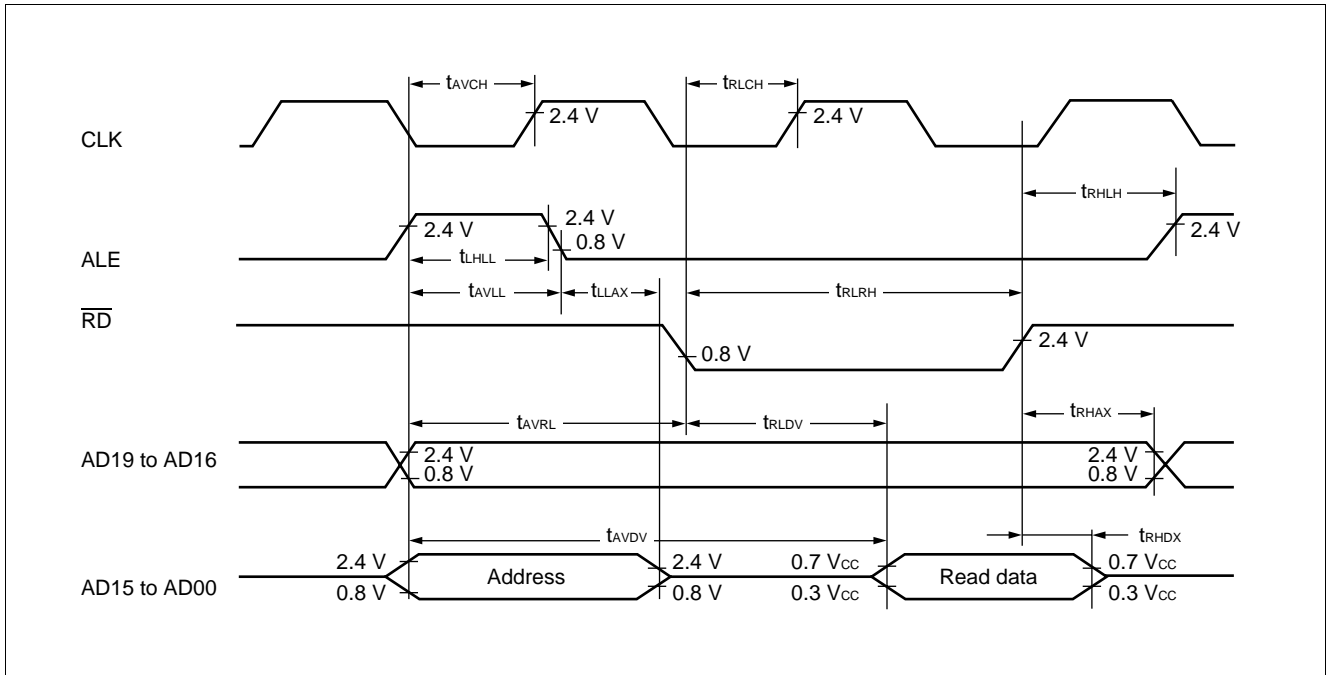 tAVCH
tRLCH
2.4 V
2.4 V
CLK
tRHLH
2.4 V
2.4 V
0.8 V
2.4 V
ALE
tLHLL
tAVLL
tLLAX
tRLRH
RD
0.8 V
2.4 V
tAVRL
tRLDV
tRHAX
AD19 to AD16
2.4 V
0.8 V
2.4 V
0.8 V
tAVDV
tRHDX
AD15 to AD00
2.4 V
0.8 V
Address
2.4 V
0.8 V
0.7 VCC
0.3 VCC
Read data
0.7 VCC
0.3 VCC